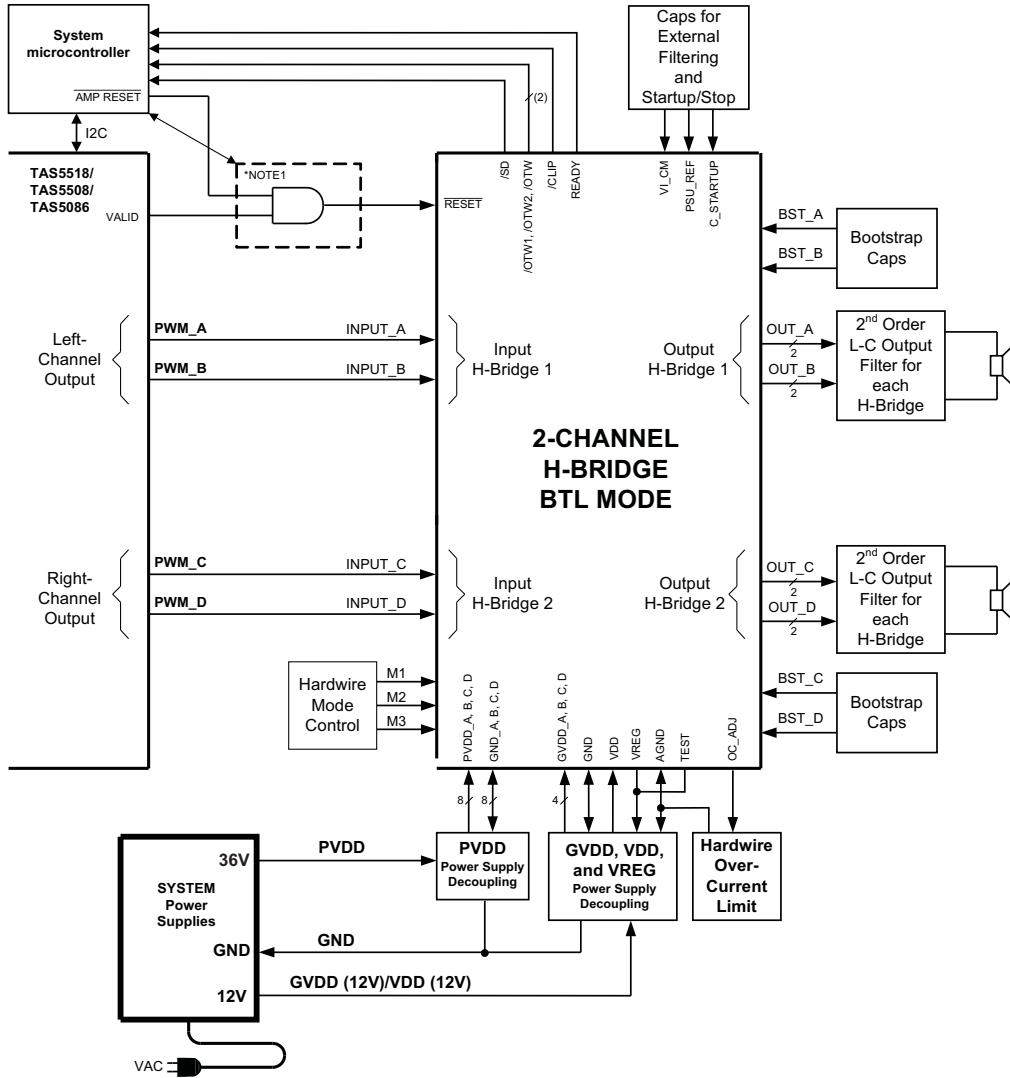 System
microcontroller
AMP RESET
I2C
Caps for
External
Filtering
and
Startup/Stop
(2)
*NOTE1
TAS5518/
TAS5508/
TAS5086
VALID
RESET
/SD
/OTW1, /OTW2, /OTW
/CLIP
READY
VI_CM
PSU_REF
C_STARTUP
BST_A
BST_B
Bootstrap
Caps
Left-
Channel
Output
PWM_A
INPUT_A
PWM_B
INPUT_B
Input
H-Bridge 1
Output
H-Bridge 1
OUT_A
2
OUT_B
2
2nd Order
L-C Output
Filter for
each
H-Bridge
2-CHANNEL
H-BRIDGE
BTL MODE
Right-
Channel
Output
PWM_C
INPUT_C
PWM_D
INPUT_D
Input
H-Bridge 2
Output
H-Bridge 2
OUT_C
2
OUT_D
2
2nd Order
L-C Output
Filter for
each
H-Bridge
Hardwire
Mode
Control
M1
M2
M3
PVDD_A, B, C, D
GND_A, B, C, D
GVDD_A, B, C, D
GND
VDD
VREG
AGND
TEST
OC_ADJ
BST_C
BST_D
Bootstrap
Caps
8
8
4
36V
PVDD
PVDD
Power Supply
Decoupling
GVDD, VDD,
and VREG
Power Supply
Decoupling
Hardwire
Over-
Current
Limit
SYSTEM
Power
Supplies
GND
GND
12V
GVDD (12V)/VDD (12V)
VAC